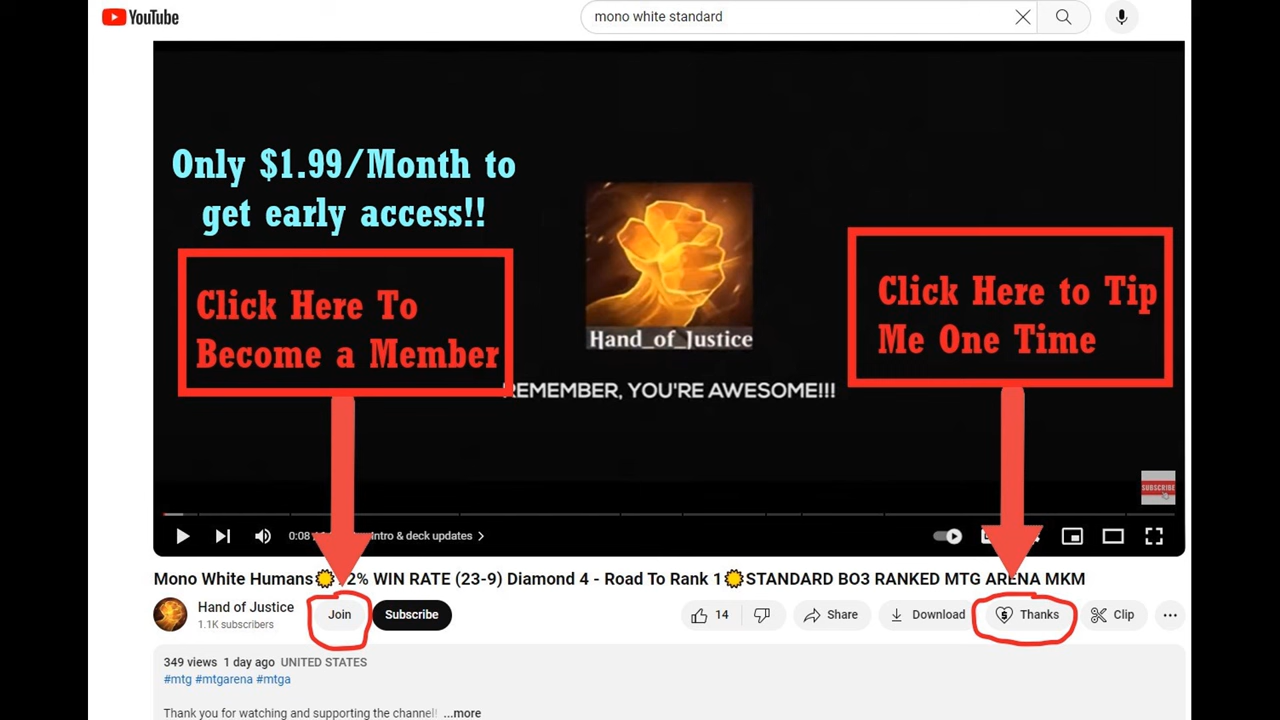 YouTube
mono white standard
Only $1.99/Month to
get early access!!
Click Here To
Become a Member
Click Here to Tip
Me One Time
Hand_of_Justice
REMEMBER, YOU'RE AWESOME!!!
SUBSCRIBE
0:08
Intro & deck updates
Mono White Humans 2% WIN RATE (23-9) Diamond 4 - Road To Rank 1 STANDARD BO3 RANKED MTG ARENA MKM
Hand of Justice
1.1K subscribers
Join
Subscribe
14
Share
Download
Thanks
Clip
349 views 1 day ago UNITED STATES
#mtg #mtgarena #mtga
Thank you for watching and supporting the channel! ...more